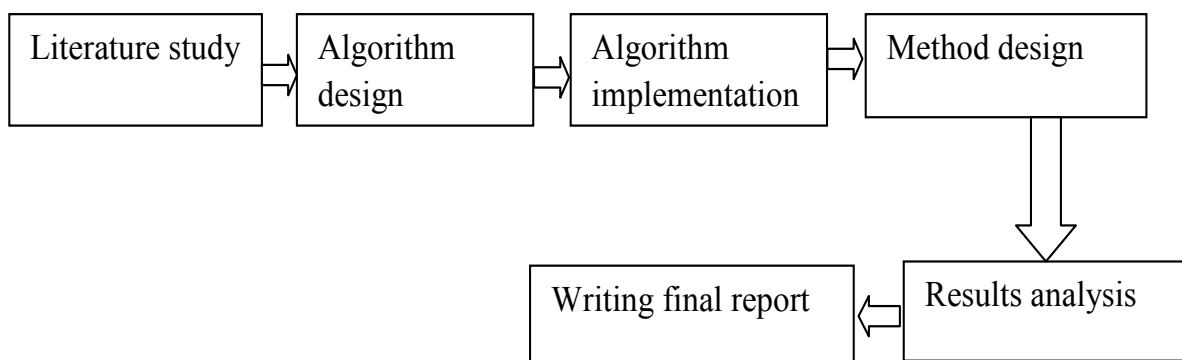 Literature study
Algorithm
design
Algorithm
implementation
Method design
Results analysis
Writing final report